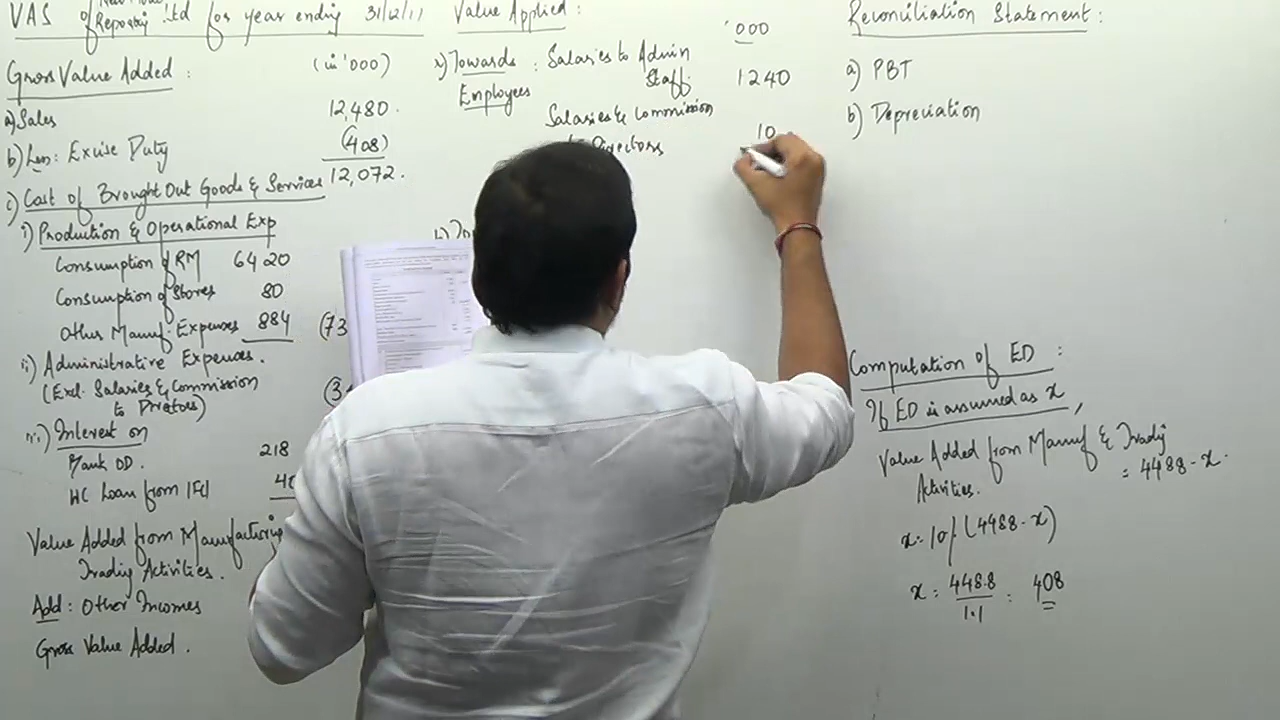 VAS of Reporting Ltd for year ending 31/12/11
Gross Value Added :
(in '000)
a) Sales 12,480
b) Less: Excise Duty (408)
12,072
c) Cost of Brought Out Goods & Services
i) Production & Operational Exp
Consumption of RM 6420
Consumption of Stores 80
Other Manuf. Expenses 884
(73
ii) Administrative Expenses.
(Excl. Salaries & Commission
to Directors)
iii) Interest on
Bank OD. 218
WC Loan from IFCI
Value Added from Manufacturing
Trading Activities.
Add : Other Incomes
Gross Value Added.
Value Applied :
'000
Towards Employees : Salaries to Admin Staff. 1240
Salaries & Commission
to Directors 10
Reconciliation Statement :
a) PBT
b) Depreciation
Computation of ED :
If ED is assumed as x,
Value Added from Manuf & Trading
Activities. = 4488 - x.
x = 10% (4488 - x)
x = 448.8 / 1.1 = 408